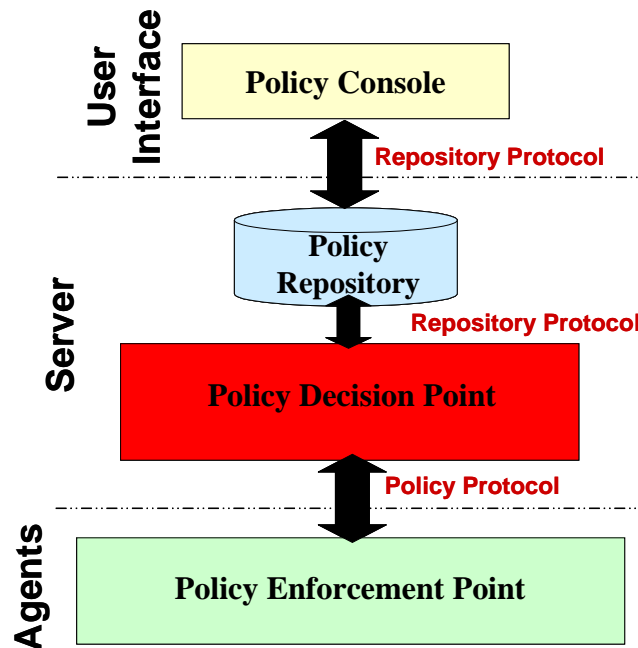 User
Interface
Policy Console
Repository Protocol
Server
Policy
Repository
Repository Protocol
Policy Decision Point
Policy Protocol
Agents
Policy Enforcement Point